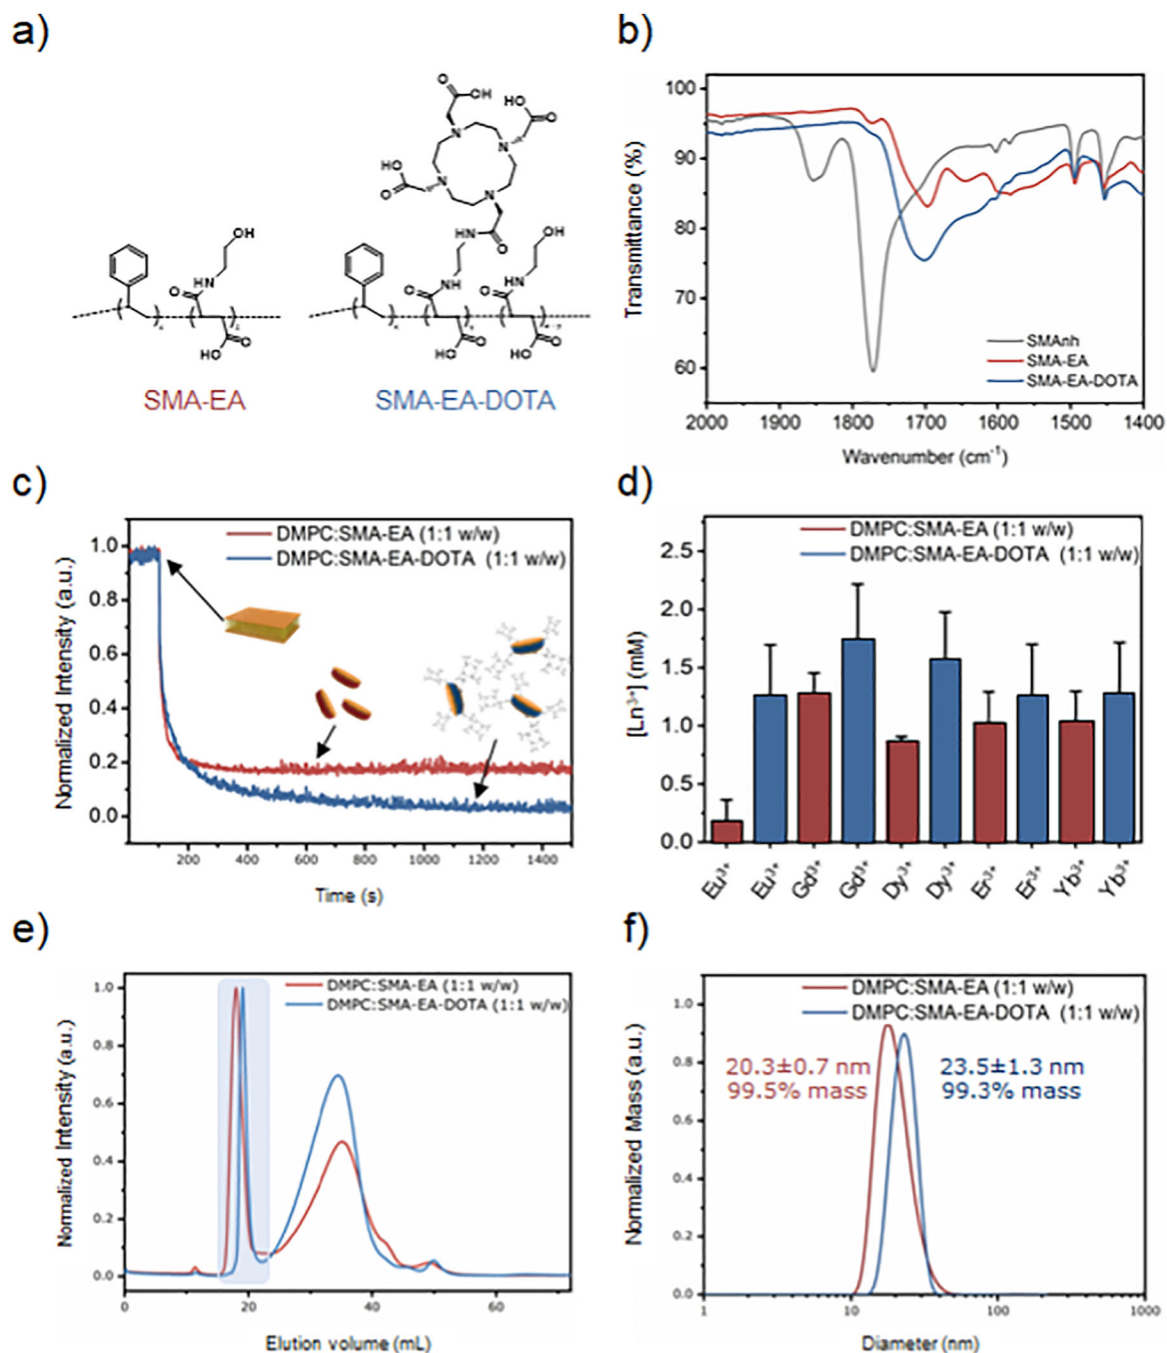 a)
O
OH
HO
O
N
N
HO
O
N
N
HN
O
OH
OH
HN
O
NH
O
HN
O
O
HO
O
HO
O
HO
SMA-EA
SMA-EA-DOTA
b)
Transmittance (%)
100
90
80
70
60
SMAnh
SMA-EA
SMA-EA-DOTA
2000 1900 1800 1700 1600 1500 1400
Wavenumber (cm⁻¹)
c)
Normalized Intensity (a.u.)
DMPC:SMA-EA (1:1 w/w)
DMPC:SMA-EA-DOTA (1:1 w/w)
1.0
0.8
0.6
0.4
0.2
0.0
200 400 600 800 1000 1200 1400
Time (s)
d)
[Ln³⁺] (mM)
DMPC:SMA-EA (1:1 w/w)
DMPC:SMA-EA-DOTA (1:1 w/w)
2.5
2.0
1.5
1.0
0.5
0.0
Eu³⁺ Eu³⁺ Gd³⁺ Gd³⁺ Dy³⁺ Dy³⁺ Er³⁺ Er³⁺ Yb³⁺ Yb³⁺
e)
Normalized Intensity (a.u.)
DMPC:SMA-EA (1:1 w/w)
DMPC:SMA-EA-DOTA (1:1 w/w)
1.0
0.8
0.6
0.4
0.2
0.0
0 20 40 60
Elution volume (mL)
f)
Normalized Mass (a.u.)
DMPC:SMA-EA (1:1 w/w)
DMPC:SMA-EA-DOTA (1:1 w/w)
1.0
0.8
0.6
0.4
0.2
0.0
20.3±0.7 nm
99.5% mass
23.5±1.3 nm
99.3% mass
1 10 100 1000
Diameter (nm)